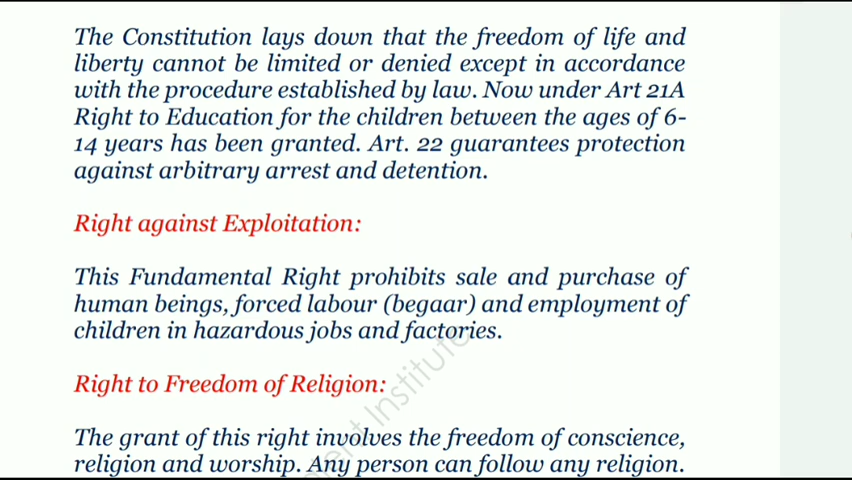 The Constitution lays down that the freedom of life and
liberty cannot be limited or denied except in accordance
with the procedure established by law. Now under Art 21A
Right to Education for the children between the ages of 6-
14 years has been granted. Art. 22 guarantees protection
against arbitrary arrest and detention.
Right against Exploitation:
This Fundamental Right prohibits sale and purchase of
human beings, forced labour (begaar) and employment of
children in hazardous jobs and factories.
Right to Freedom of Religion:
The grant of this right involves the freedom of conscience,
religion and worship. Any person can follow any religion.
Institute